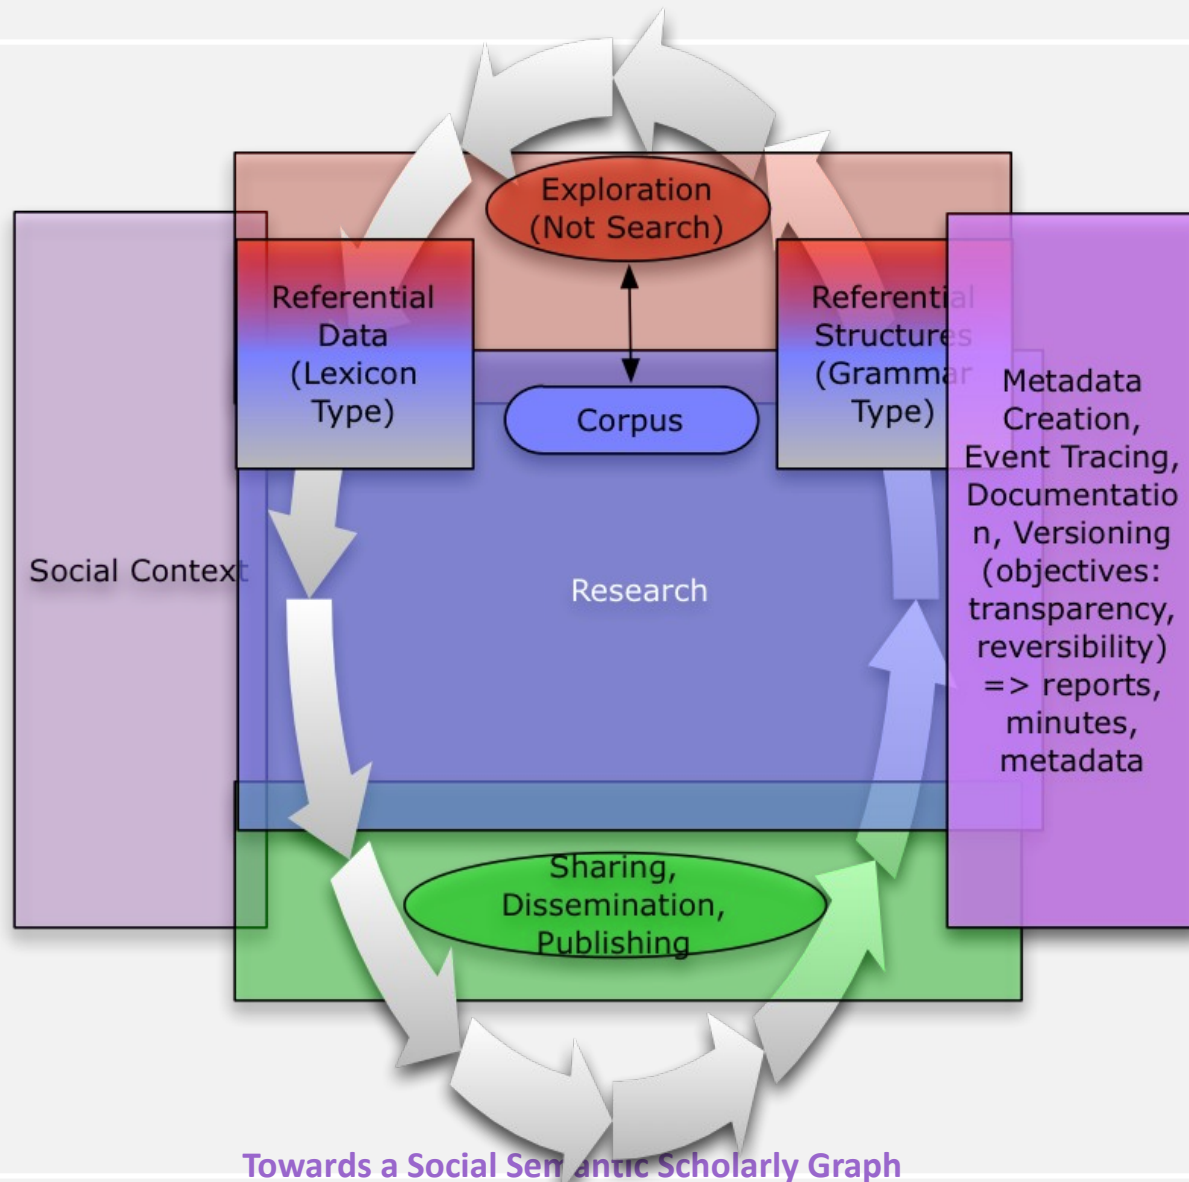 Exploration
(Not Search)
Referential
Data
(Lexicon
Type)
Referential
Structures
(Grammar
Type)
Corpus
Metadata
Creation,
Event Tracing,
Documentatio
n, Versioning
(objectives:
transparency,
reversibility)
=> reports,
minutes,
metadata
Social Context
Research
Sharing,
Dissemination,
Publishing
Towards a Social Semantic Scholarly Graph